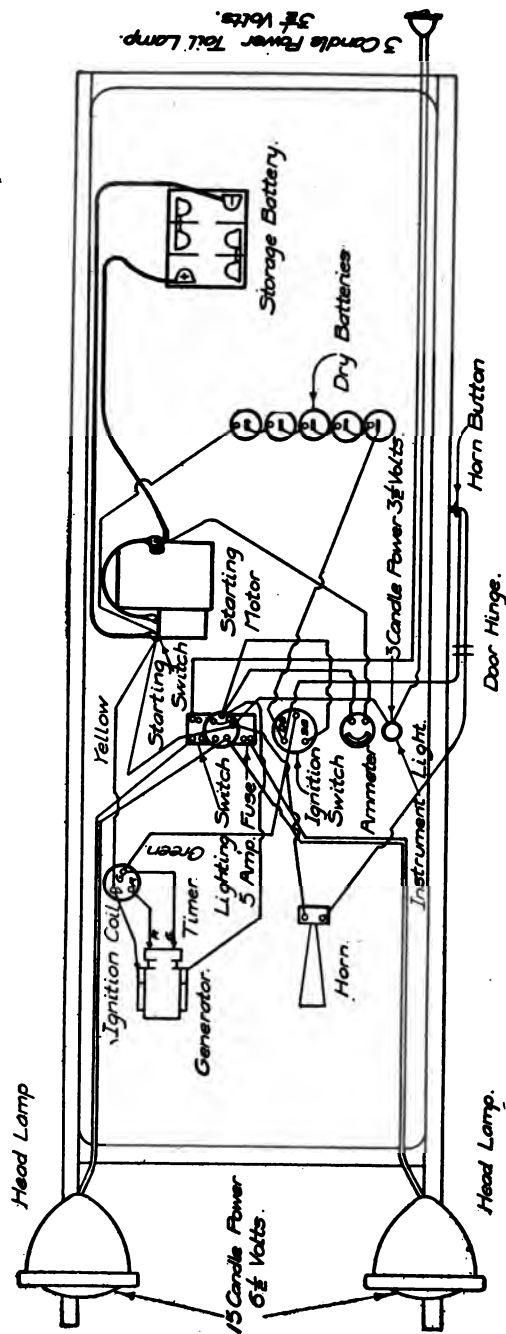 Head Lamp
15 Candle Power
6½ Volts.
Head Lamp.
Ignition Coil
Timer.
Generator.
Green.
Yellow
Lighting Switch
5 Amp. Fuse
Horn.
Starting
Switch
Starting
Motor
Ignition
Switch
Ammeter
Instrument Light.
3 Candle Power 3½ Volts.
Dry Batteries
Storage Battery.
Door Hinge.
Horn Button
3 Candle Power Tail Lamp.
3½ Volts.